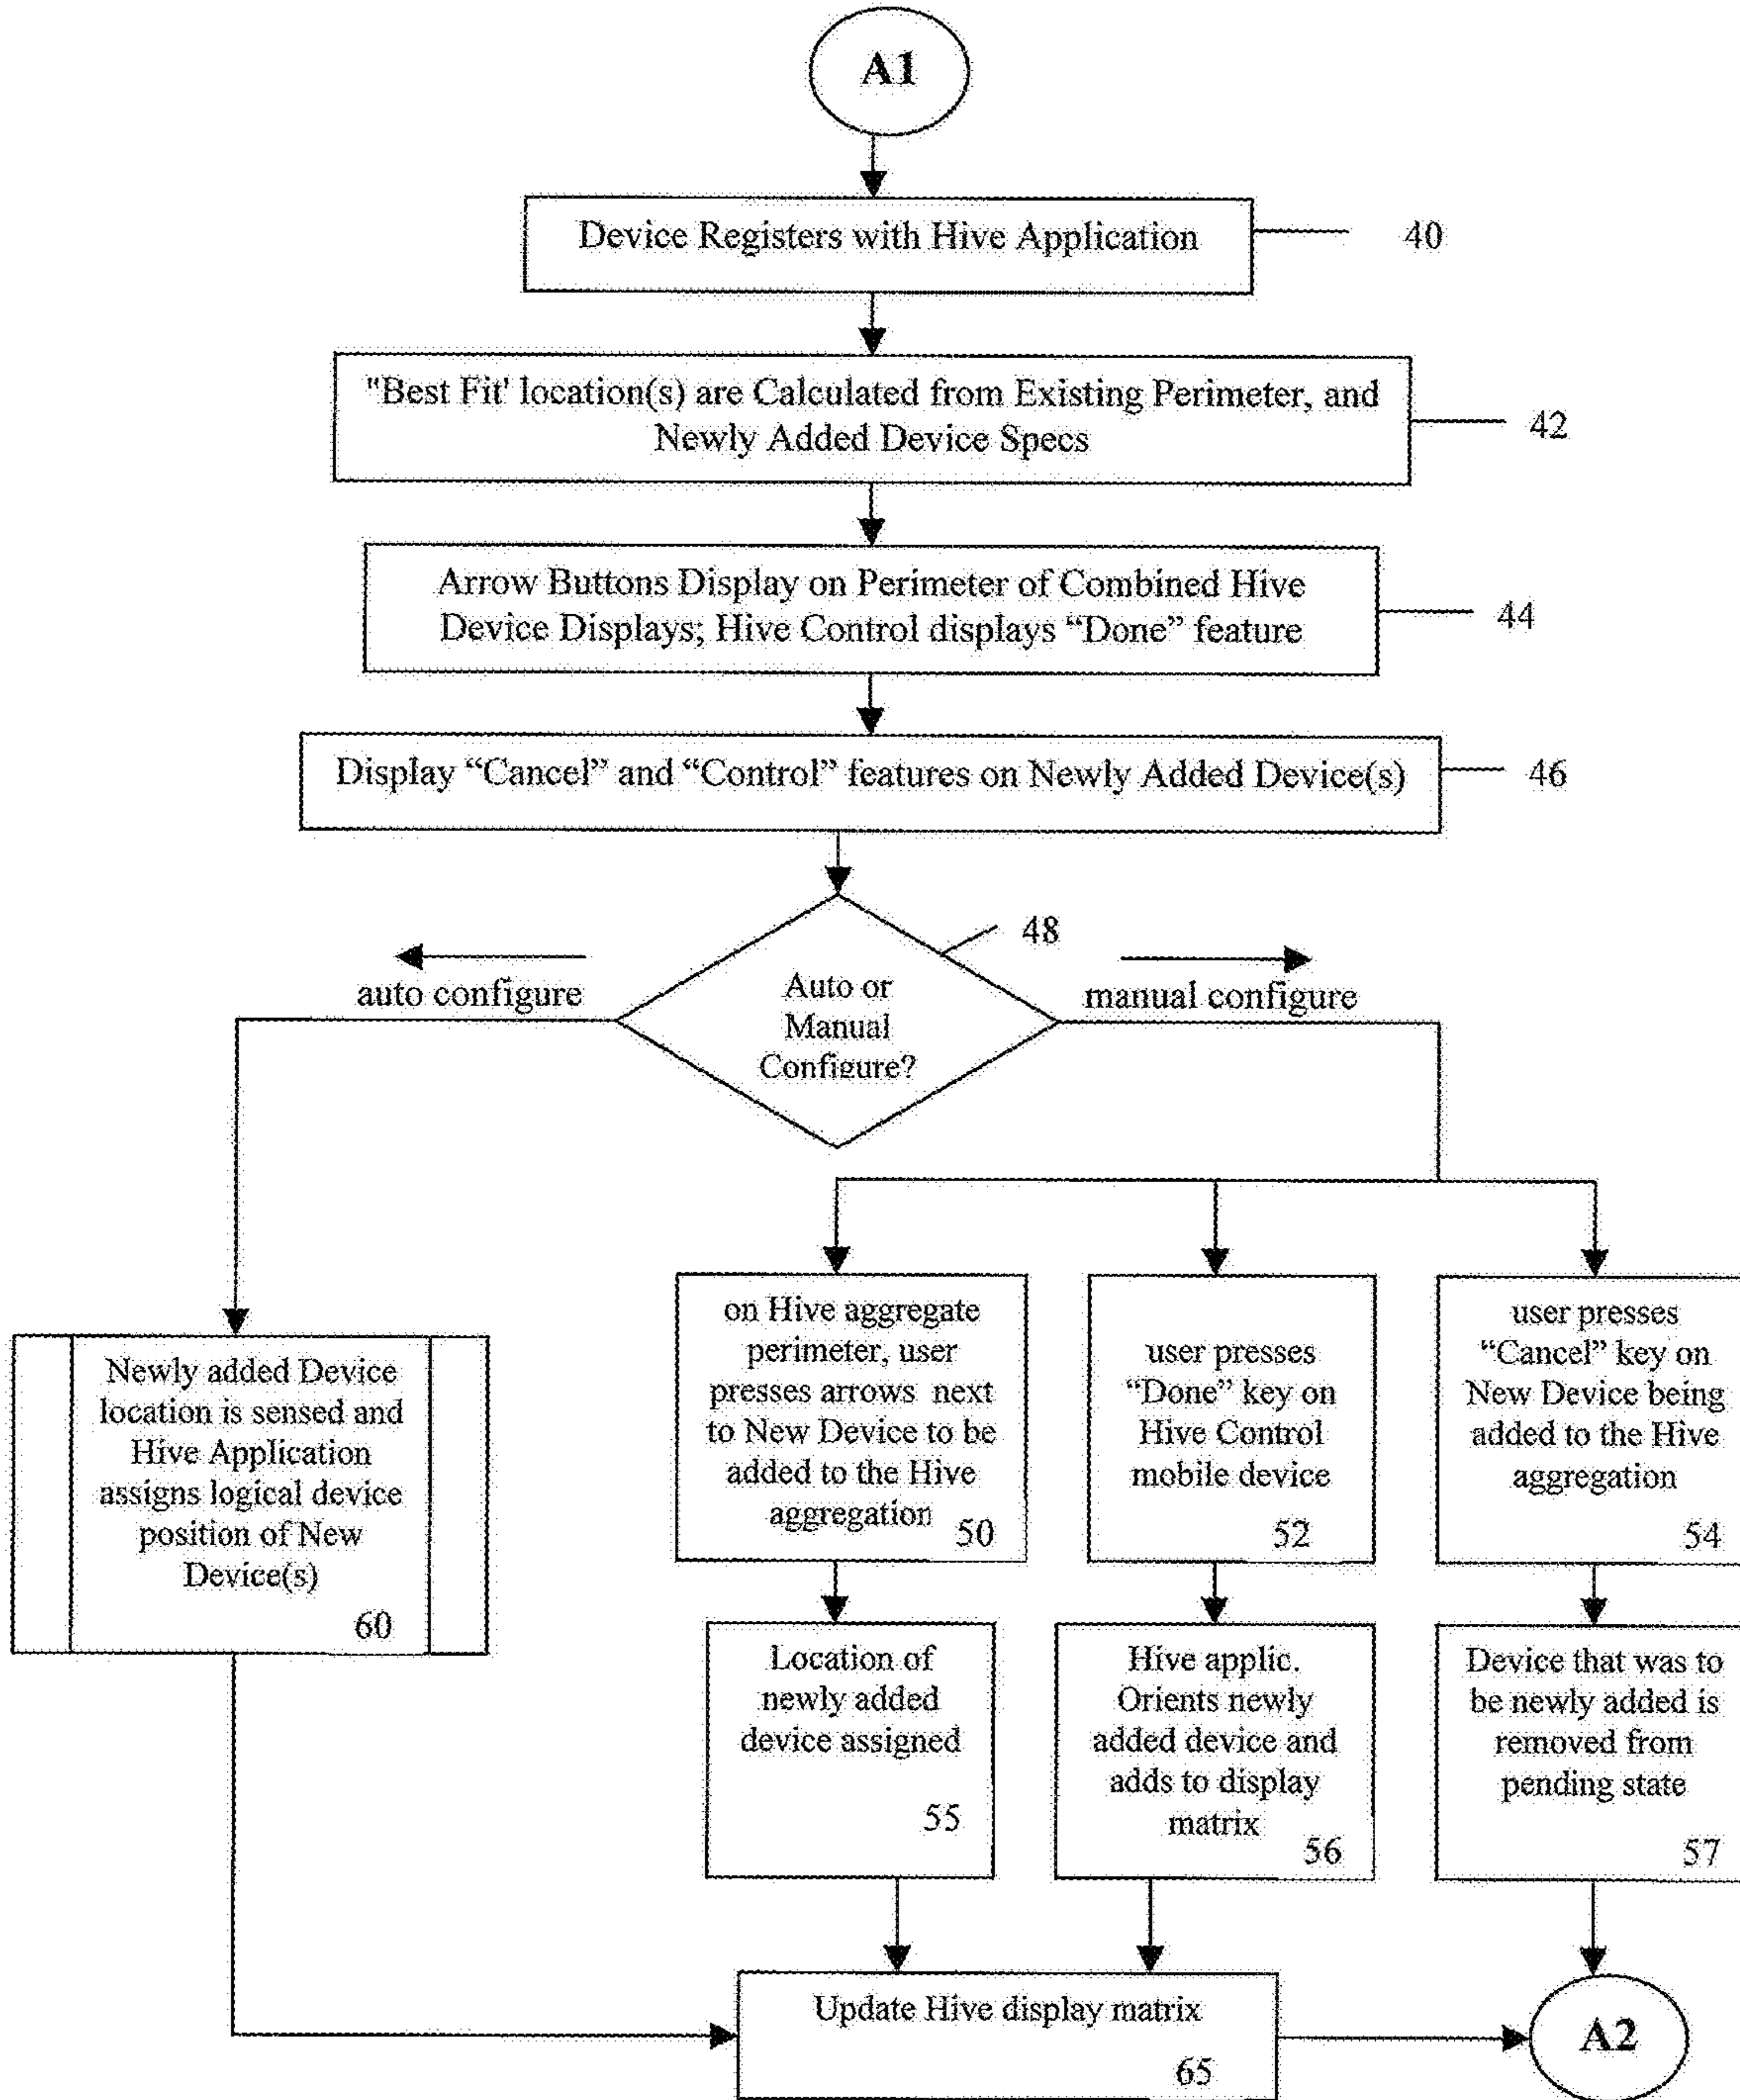 A1
Device Registers with Hive Application
40
"Best Fit' location(s) are Calculated from Existing Perimeter, and
Newly Added Device Specs
42
Arrow Buttons Display on Perimeter of Combined Hive
Device Displays; Hive Control displays “Done” feature
44
Display “Cancel” and “Control” features on Newly Added Device(s)
46
48
auto configure
Auto or
Manual
Configure?
manual configure
Newly added Device
location is sensed and
Hive Application
assigns logical device
position of New
Device(s)
60
on Hive aggregate
perimeter, user
presses arrows next
to New Device to be
added to the Hive
aggregation
50
user presses
“Done” key on
Hive Control
mobile device
52
user presses
“Cancel” key on
New Device being
added to the Hive
aggregation
54
Location of
newly added
device assigned
55
Hive applic.
Orients newly
added device and
adds to display
matrix
56
Device that was to
be newly added is
removed from
pending state
57
Update Hive display matrix
65
A2